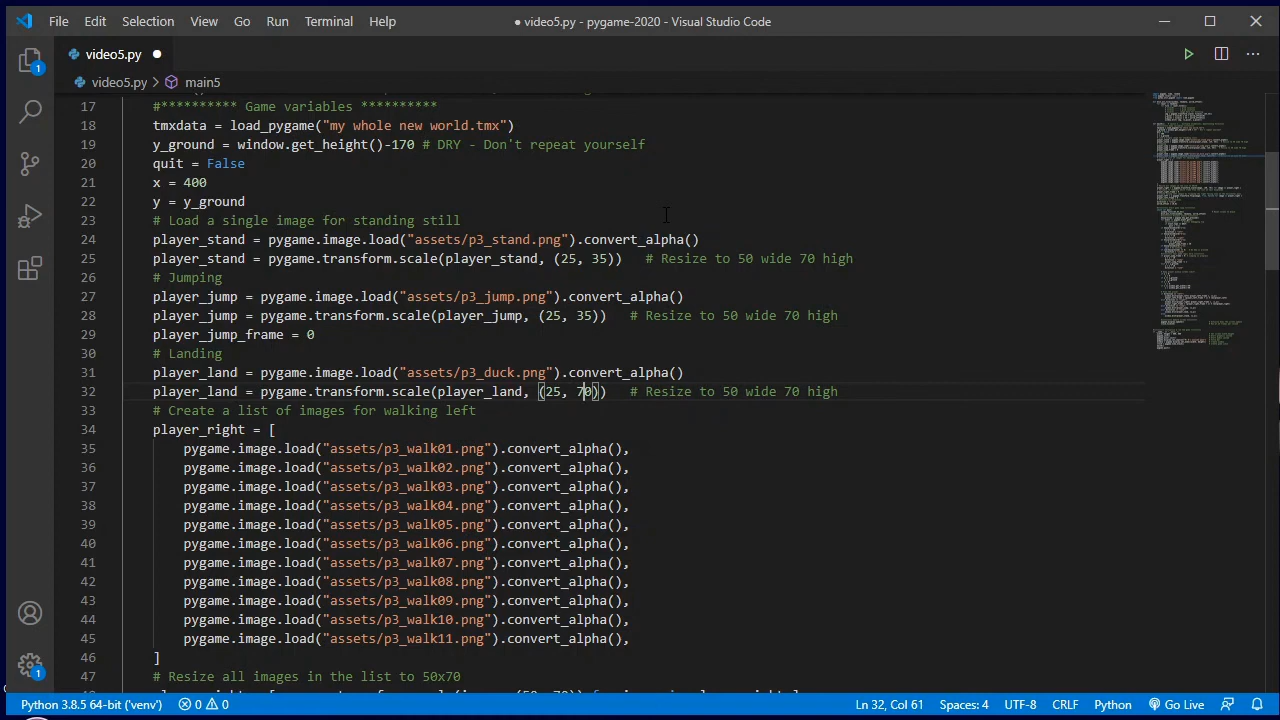 File Edit Selection View Go Run Terminal Help ● video5.py - pygame-2020 - Visual Studio Code
video5.py ●
video5.py > main5
17 #********** Game variables **********
18 tmxdata = load_pygame("my whole new world.tmx")
19 y_ground = window.get_height()-170 # DRY - Don't repeat yourself
20 quit = False
21 x = 400
22 y = y_ground
23 # Load a single image for standing still
24 player_stand = pygame.image.load("assets/p3_stand.png").convert_alpha()
25 player_stand = pygame.transform.scale(player_stand, (25, 35)) # Resize to 50 wide 70 high
26 # Jumping
27 player_jump = pygame.image.load("assets/p3_jump.png").convert_alpha()
28 player_jump = pygame.transform.scale(player_jump, (25, 35)) # Resize to 50 wide 70 high
29 player_jump_frame = 0
30 # Landing
31 player_land = pygame.image.load("assets/p3_duck.png").convert_alpha()
32 player_land = pygame.transform.scale(player_land, (25, 70)) # Resize to 50 wide 70 high
33 # Create a list of images for walking left
34 player_right = [
35 pygame.image.load("assets/p3_walk01.png").convert_alpha(),
36 pygame.image.load("assets/p3_walk02.png").convert_alpha(),
37 pygame.image.load("assets/p3_walk03.png").convert_alpha(),
38 pygame.image.load("assets/p3_walk04.png").convert_alpha(),
39 pygame.image.load("assets/p3_walk05.png").convert_alpha(),
40 pygame.image.load("assets/p3_walk06.png").convert_alpha(),
41 pygame.image.load("assets/p3_walk07.png").convert_alpha(),
42 pygame.image.load("assets/p3_walk08.png").convert_alpha(),
43 pygame.image.load("assets/p3_walk09.png").convert_alpha(),
44 pygame.image.load("assets/p3_walk10.png").convert_alpha(),
45 pygame.image.load("assets/p3_walk11.png").convert_alpha(),
46 ]
47 # Resize all images in the list to 50x70
1
1
Python 3.8.5 64-bit ('venv') 0 0 Ln 32, Col 61 Spaces: 4 UTF-8 CRLF Python Go Live